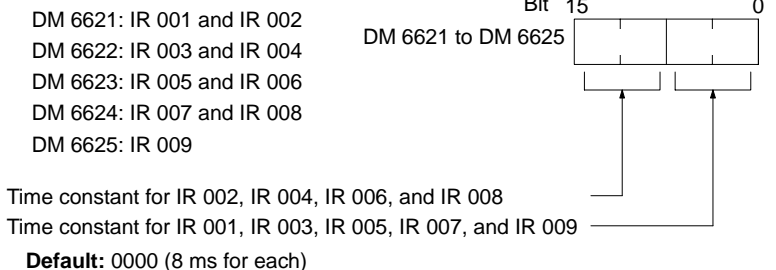 Bit 15 0
DM 6621: IR 001 and IR 002
DM 6622: IR 003 and IR 004
DM 6623: IR 005 and IR 006
DM 6624: IR 007 and IR 008
DM 6625: IR 009
DM 6621 to DM 6625
Time constant for IR 002, IR 004, IR 006, and IR 008
Time constant for IR 001, IR 003, IR 005, IR 007, and IR 009
Default: 0000 (8 ms for each)